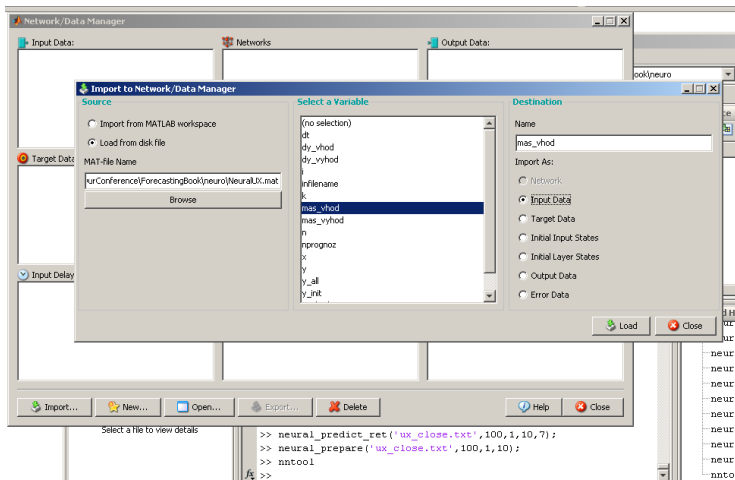 Network/Data Manager
Input Data:
Networks
Output Data:
ook\neuro
Import to Network/Data Manager
Source
Select a Variable
Destination
Import from MATLAB workspace
Load from disk file
MAT-file Name
urConference\ForecastingBook\neuro\NeuralUX.mat
Browse
(no selection)
dt
dy_vhod
dy_vyhod
i
infilename
k
mas_vhod
mas_vyhod
n
nprognoz
x
y
y_all
y_init
Name
mas_vhod
Import As:
Network
Input Data
Target Data
Initial Input States
Initial Layer States
Output Data
Error Data
Load
Close
Target Data
Input Delay
Import...
New...
Open...
Export...
Delete
Help
Close
Select a file to view details
>> neural_predict_ret('ux_close.txt',100,1,10,7);
>> neural_prepare('ux_close.txt',100,1,10);
>> nntool
fx >>
d H
neur
neur
neur
neur
neur
neur
neur
neur
nnto